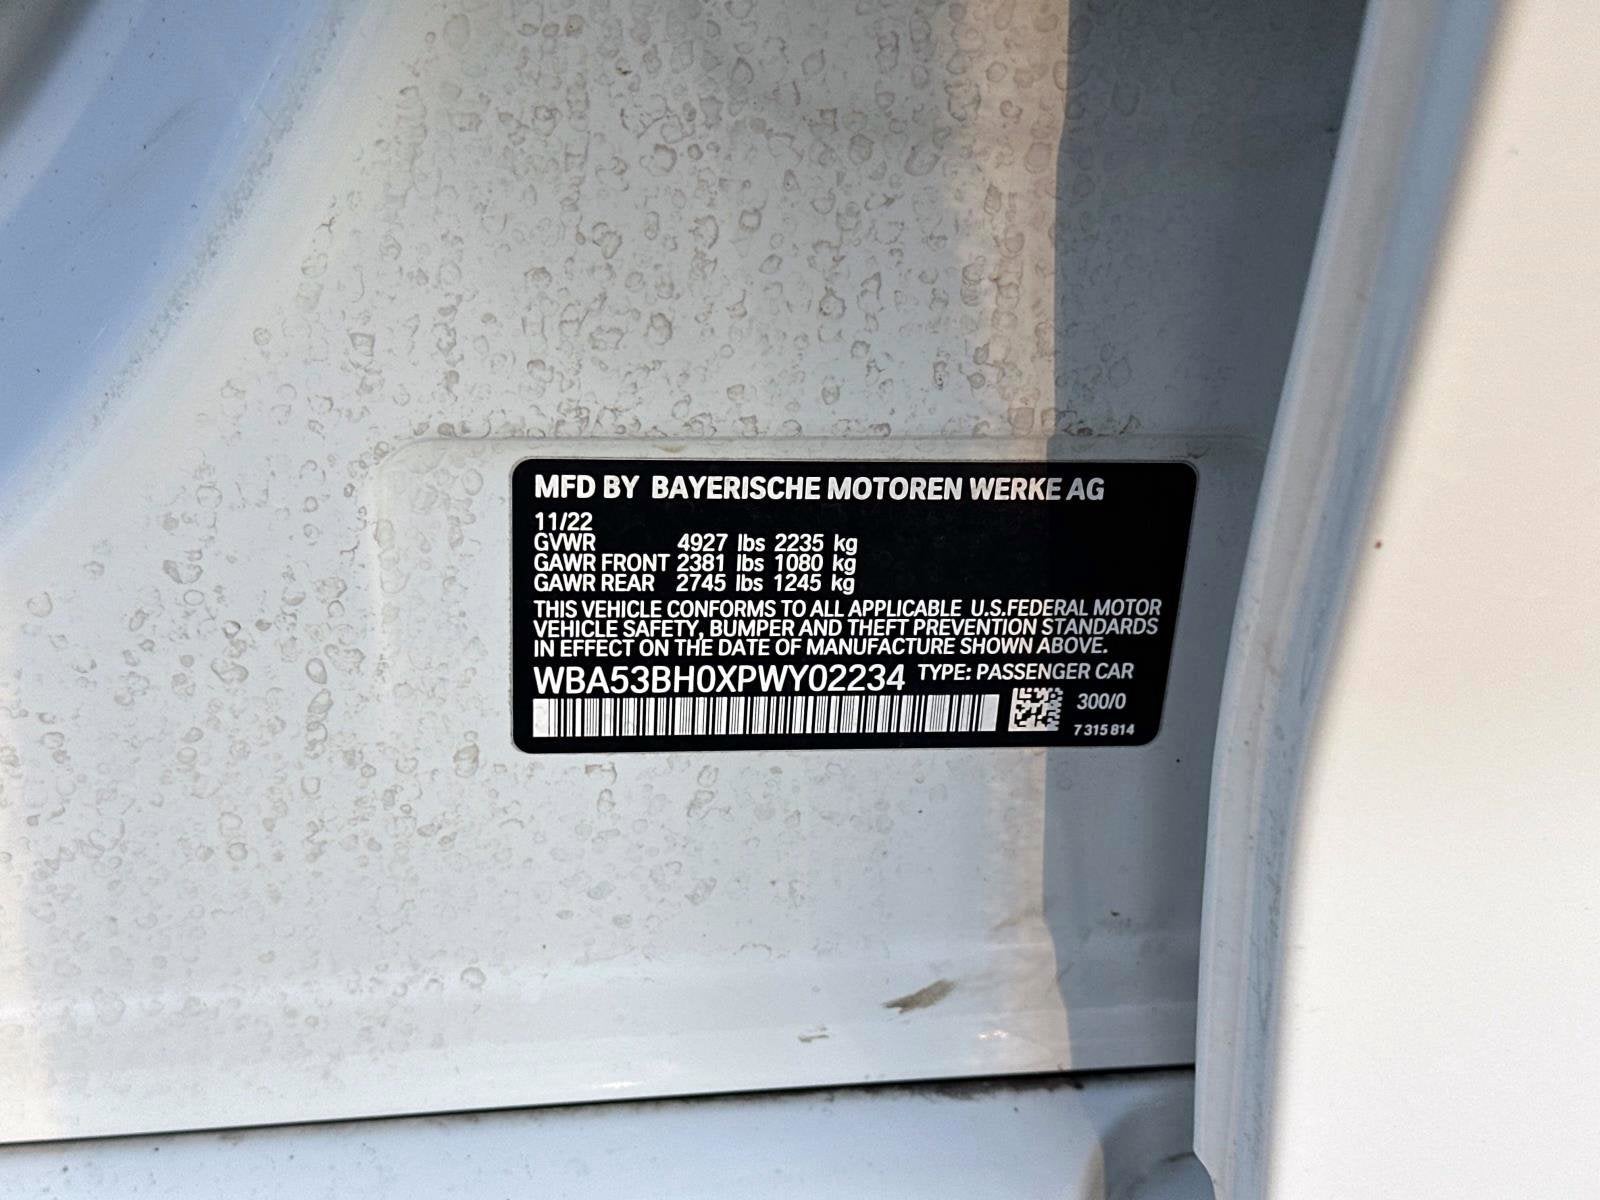 MFD BY BAYERISCHE MOTOREN WERKE AG
11/22
GVWR 4927 lbs 2235 kg
GAWR FRONT 2381 lbs 1080 kg
GAWR REAR 2745 lbs 1245 kg
THIS VEHICLE CONFORMS TO ALL APPLICABLE U.S.FEDERAL MOTOR
VEHICLE SAFETY, BUMPER AND THEFT PREVENTION STANDARDS
IN EFFECT ON THE DATE OF MANUFACTURE SHOWN ABOVE.
WBA53BH0XPWY02234 TYPE: PASSENGER CAR
300/0
7 315 814